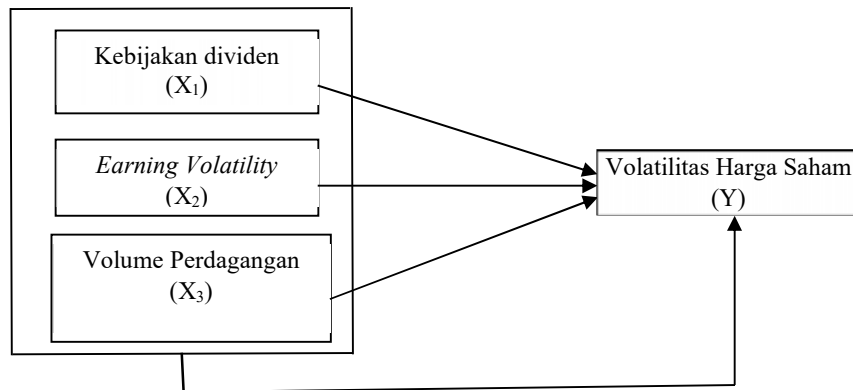 Kebijakan dividen
(X₁)
Earning Volatility
(X₂)
Volume Perdagangan
(X₃)
Volatilitas Harga Saham
(Y)